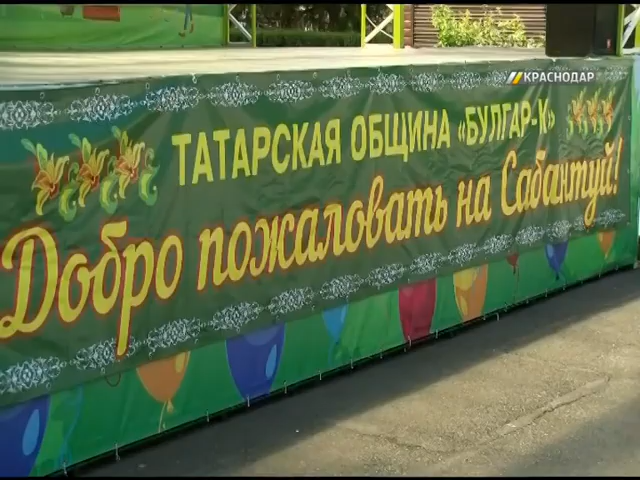 КРАСНОДАР
ТАТАРСКАЯ ОБЩИНА «БУЛГАР-К»
Добро пожаловать на Сабантуй!